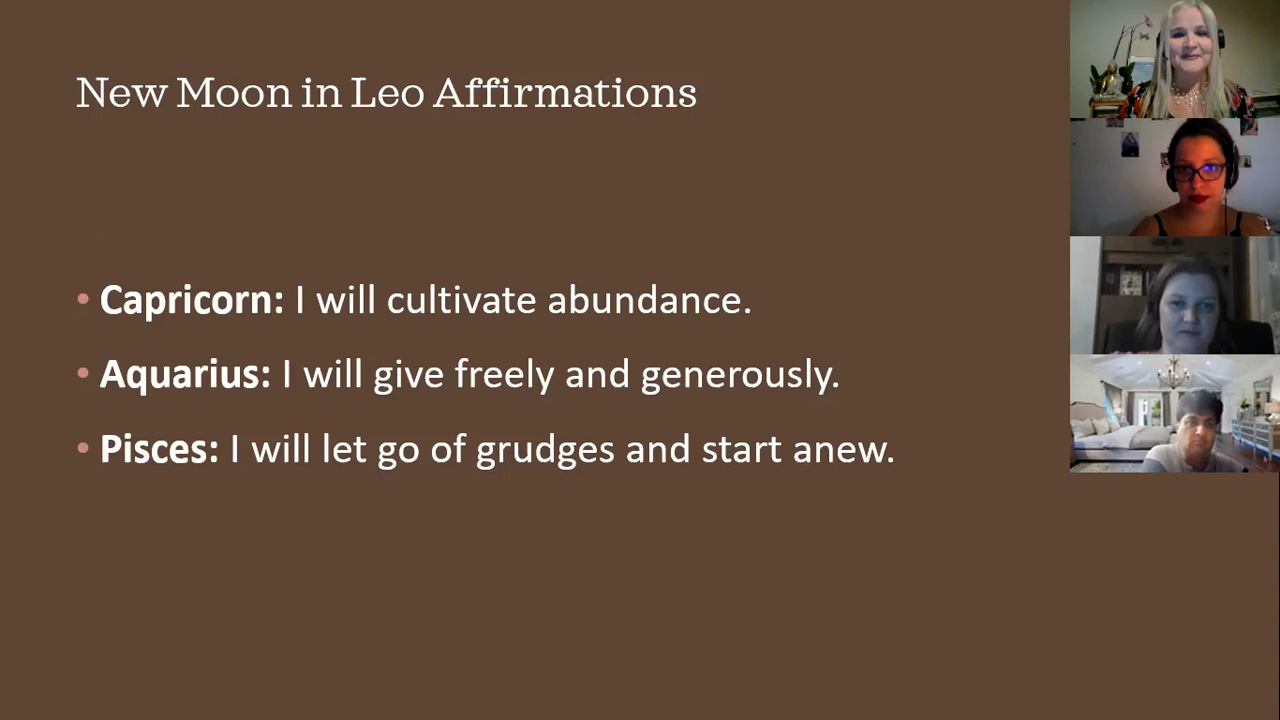 New Moon in Leo Affirmations
• Capricorn: I will cultivate abundance.
• Aquarius: I will give freely and generously.
• Pisces: I will let go of grudges and start anew.